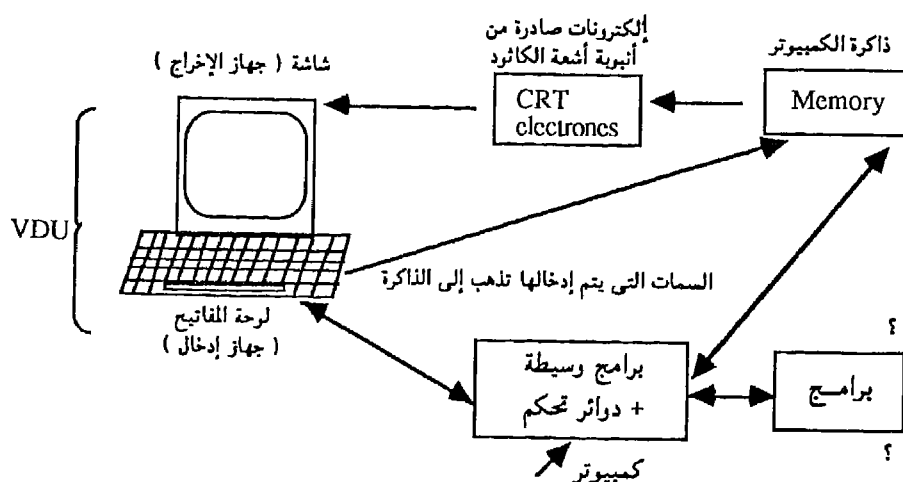 إلكترونات صادرة من
أنبوبة أشعة الكاثود
ذاكرة الكمبيوتر
شاشة ( جهاز الإخراج )
CRT
electrones
Memory
VDU
السمات التى يتم إدخالها تذهب إلى الذاكرة
لوحة المفاتيح
( جهاز إدخال )
؟
برامج وسيطة
+ دوائر تحكم
برامـج
؟
كمبيوتر